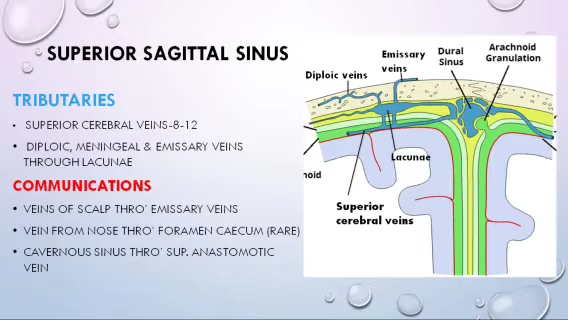 SUPERIOR SAGITTAL SINUS
TRIBUTARIES
• SUPERIOR CEREBRAL VEINS-8-12
• DIPLOIC, MENINGEAL & EMISSARY VEINS
THROUGH LACUNAE
COMMUNICATIONS
• VEINS OF SCALP THRO' EMISSARY VEINS
• VEIN FROM NOSE THRO' FORAMEN CAECUM (RARE)
• CAVERNOUS SINUS THRO' SUP. ANASTOMOTIC
VEIN
Diploic veins
Emissary
veins
Dural
Sinus
Arachnoid
Granulation
Lacunae
noid
Superior
cerebral veins